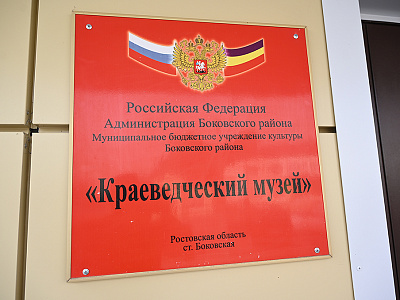 Российская Федерация
Администрация Боковского района
Муниципальное бюджетное учреждение культуры
Боковского района
«Краеведческий музей»
Ростовская область
ст. Боковская